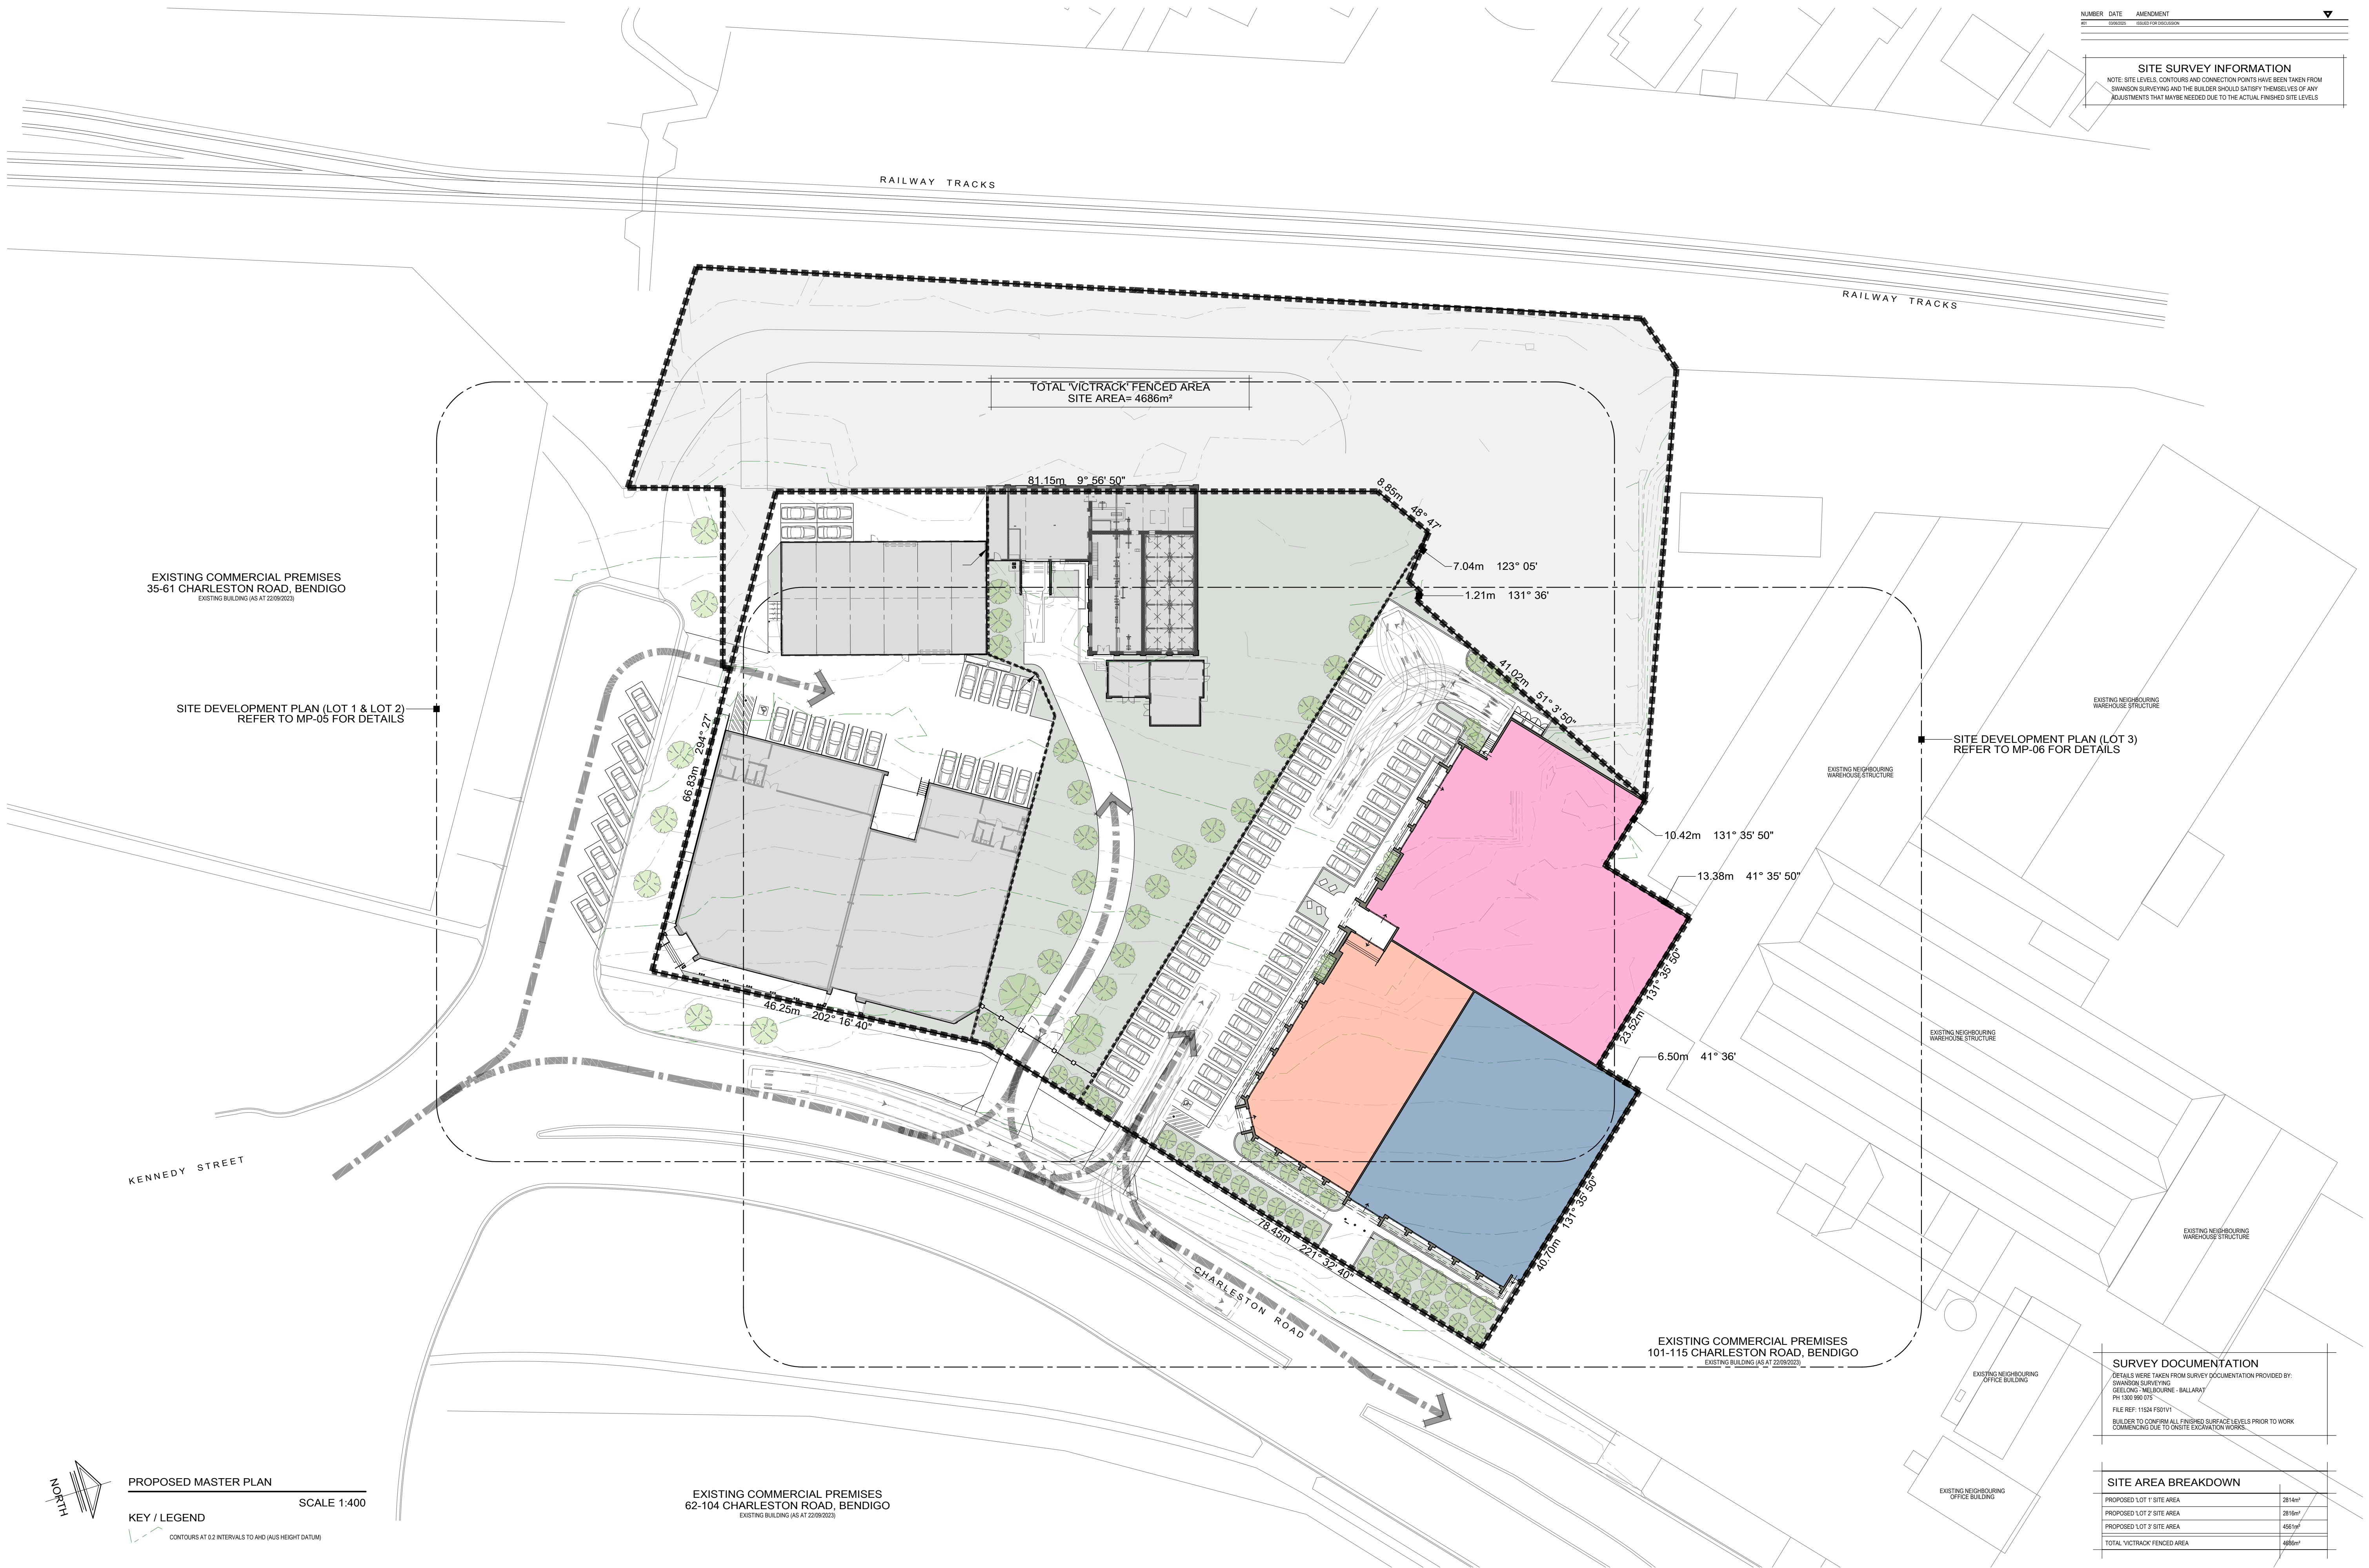 NUMBER DATE AMENDMENT
#01 03/06/2025 ISSUED FOR DISCUSSION
SITE SURVEY INFORMATION
NOTE: SITE LEVELS, CONTOURS AND CONNECTION POINTS HAVE BEEN TAKEN FROM
SWANSON SURVEYING AND THE BUILDER SHOULD SATISFY THEMSELVES OF ANY
ADJUSTMENTS THAT MAYBE NEEDED DUE TO THE ACTUAL FINISHED SITE LEVELS
RAILWAY TRACKS
RAILWAY TRACKS
TOTAL 'VICTRACK' FENCED AREA
SITE AREA= 4686m²
81.15m 9° 56' 50"
8.85m 48° 47'
7.04m 123° 05'
1.21m 131° 36'
EXISTING COMMERCIAL PREMISES
35-61 CHARLESTON ROAD, BENDIGO
EXISTING BUILDING (AS AT 22/09/2023)
SITE DEVELOPMENT PLAN (LOT 1 & LOT 2)
REFER TO MP-05 FOR DETAILS
66.83m 294° 27'
41.02m 51° 3' 50"
EXISTING NEIGHBOURING
WAREHOUSE STRUCTURE
SITE DEVELOPMENT PLAN (LOT 3)
REFER TO MP-06 FOR DETAILS
EXISTING NEIGHBOURING
WAREHOUSE STRUCTURE
10.42m 131° 35' 50"
13.38m 41° 35' 50"
23.52m 131° 35' 50"
46.25m 202° 16' 40"
EXISTING NEIGHBOURING
WAREHOUSE STRUCTURE
6.50m 41° 36'
KENNEDY STREET
78.45m 221° 32' 40"
40.70m 131° 35' 50"
EXISTING NEIGHBOURING
WAREHOUSE STRUCTURE
CHARLESTON ROAD
EXISTING COMMERCIAL PREMISES
101-115 CHARLESTON ROAD, BENDIGO
EXISTING BUILDING (AS AT 22/09/2023)
EXISTING NEIGHBOURING
OFFICE BUILDING
SURVEY DOCUMENTATION
DETAILS WERE TAKEN FROM SURVEY DOCUMENTATION PROVIDED BY:
SWANSON SURVEYING
GEELONG - MELBOURNE - BALLARAT
PH 1300 990 075
FILE REF: 11524 FS01V1
BUILDER TO CONFIRM ALL FINISHED SURFACE LEVELS PRIOR TO WORK
COMMENCING DUE TO ONSITE EXCAVATION WORKS.
NORTH
PROPOSED MASTER PLAN
SCALE 1:400
KEY / LEGEND
CONTOURS AT 0.2 INTERVALS TO AHD (AUS HEIGHT DATUM)
EXISTING COMMERCIAL PREMISES
62-104 CHARLESTON ROAD, BENDIGO
EXISTING BUILDING (AS AT 22/09/2023)
EXISTING NEIGHBOURING
OFFICE BUILDING
SITE AREA BREAKDOWN
PROPOSED 'LOT 1' SITE AREA 2814m²
PROPOSED 'LOT 2' SITE AREA 2816m²
PROPOSED 'LOT 3' SITE AREA 4561m²
TOTAL 'VICTRACK' FENCED AREA 4686m²